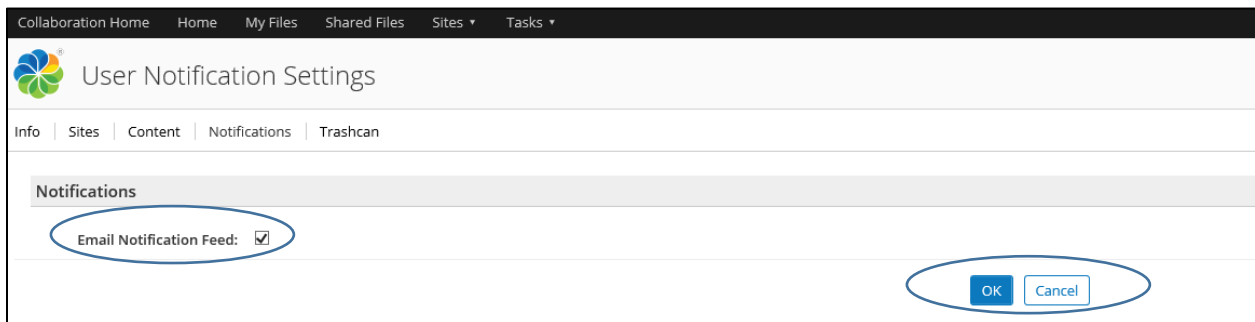 Collaboration Home Home My Files Shared Files Sites ▾ Tasks ▾
® User Notification Settings
Info Sites Content Notifications Trashcan
Notifications
Email Notification Feed:
OK Cancel